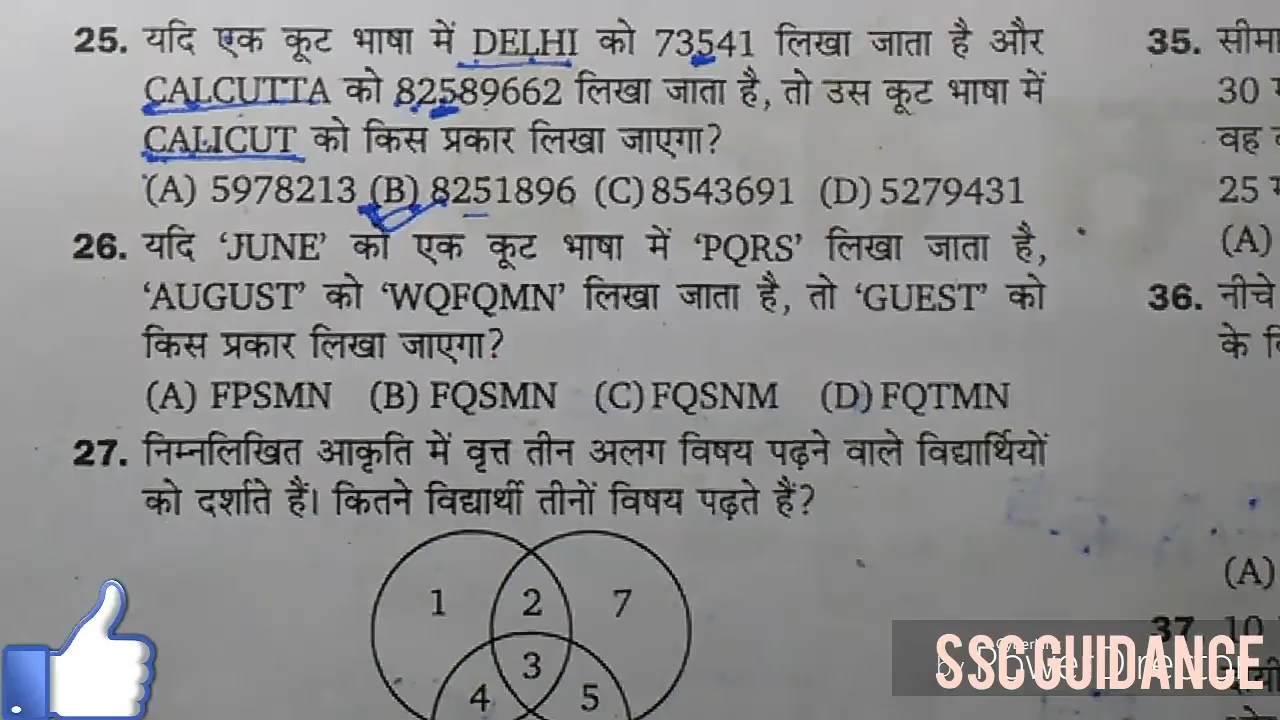 25. यदि एक कूट भाषा में DELHI को 73541 लिखा जाता है और
CALCUTTA को 82589662 लिखा जाता है, तो उस कूट भाषा में
CALICUT को किस प्रकार लिखा जाएगा?
(A) 5978213 (B) 8251896 (C) 8543691 (D) 5279431
26. यदि ‘JUNE’ को एक कूट भाषा में ‘PQRS’ लिखा जाता है,
‘AUGUST’ को ‘WQFQMN’ लिखा जाता है, तो ‘GUEST’ को
किस प्रकार लिखा जाएगा?
(A) FPSMN (B) FQSMN (C) FQSNM (D) FQTMN
27. निम्नलिखित आकृति में वृत्त तीन अलग विषय पढ़ने वाले विद्यार्थियों
को दर्शाते हैं। कितने विद्यार्थी तीनों विषय पढ़ते हैं?
1 2 7
3
4 5
35. सीमा
30
वह
25
(A)
36. नीचे
के
(A)
37. 10
SSCGUIDANCE